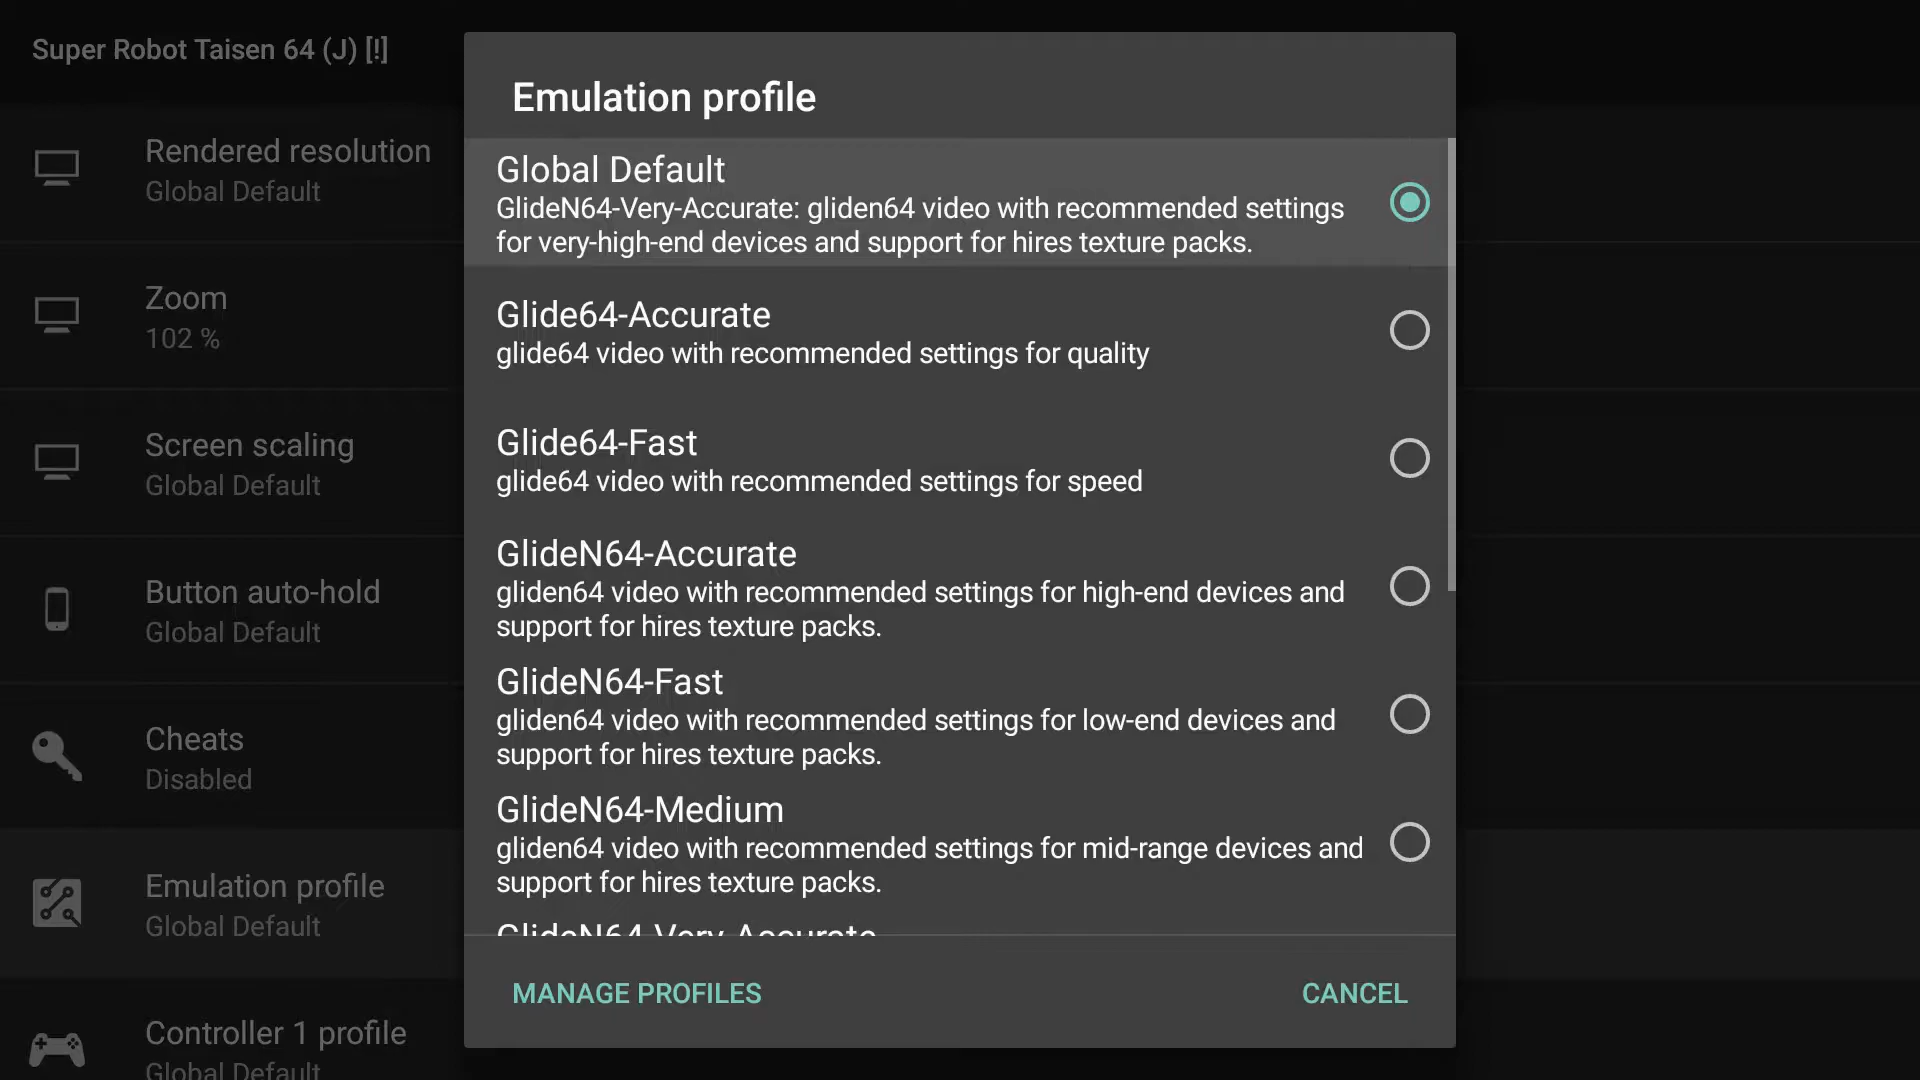 Super Robot Taisen 64 (J) [!]
Rendered resolution
Global Default
Zoom
102 %
Screen scaling
Global Default
Button auto-hold
Global Default
Cheats
Disabled
Emulation profile
Global Default
Controller 1 profile
Global Default
Emulation profile
Global Default
GlideN64-Very-Accurate: gliden64 video with recommended settings
for very-high-end devices and support for hires texture packs.
Glide64-Accurate
glide64 video with recommended settings for quality
Glide64-Fast
glide64 video with recommended settings for speed
GlideN64-Accurate
gliden64 video with recommended settings for high-end devices and
support for hires texture packs.
GlideN64-Fast
gliden64 video with recommended settings for low-end devices and
support for hires texture packs.
GlideN64-Medium
gliden64 video with recommended settings for mid-range devices and
support for hires texture packs.
GlideN64-Very-Accurate
MANAGE PROFILES
CANCEL